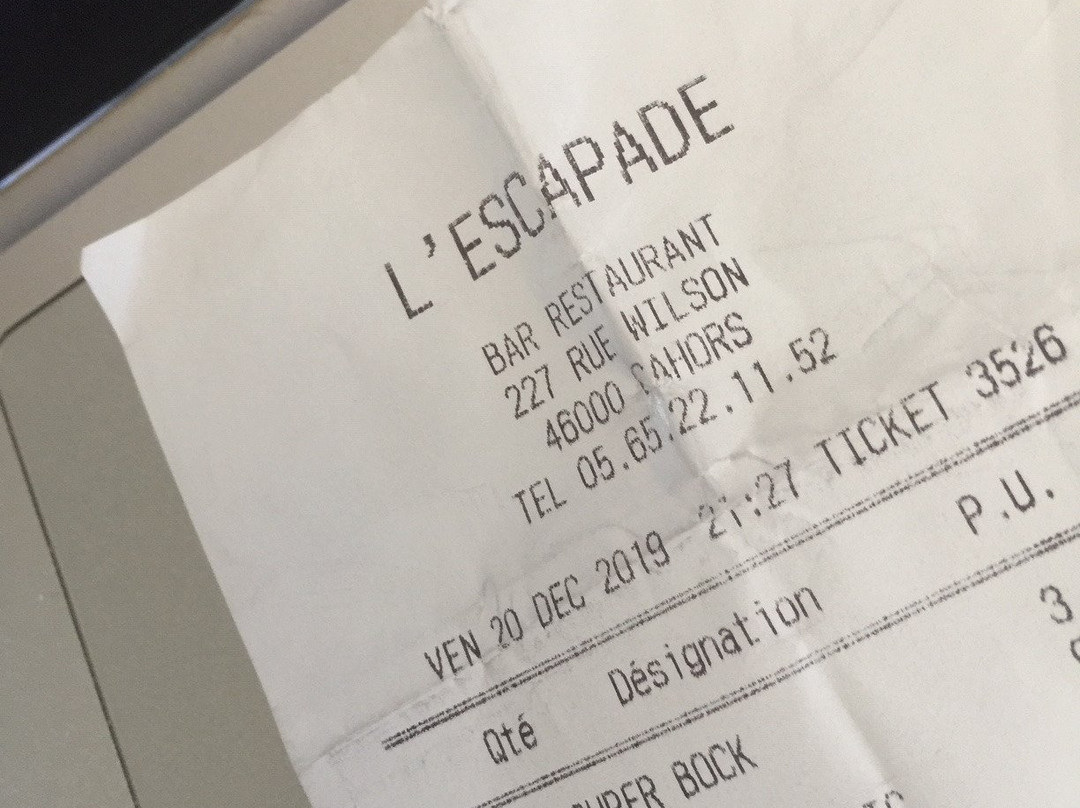 L'ESCAPADE
BAR RESTAURANT
227 RUE WILSON
46000 CAHORS
TEL 05.65.22.11.52
VEN 20 DEC 2019 21:27 TICKET 3526
Qté Désignation P.U.
3
BOCK